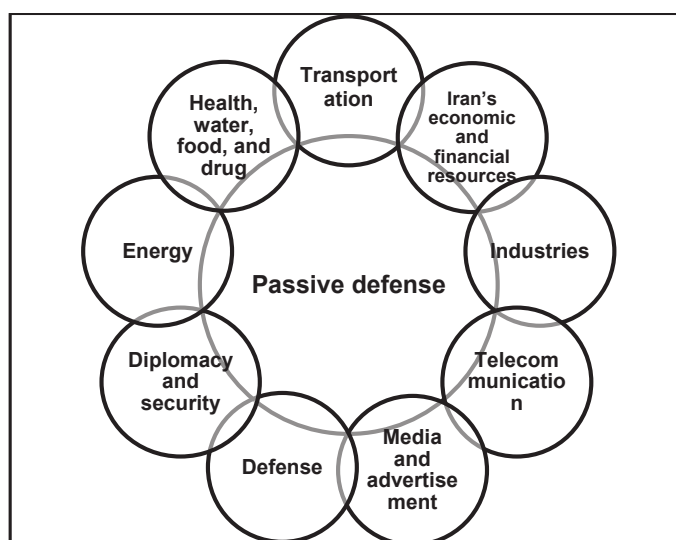 Transport
ation
Iran's
economic
and
financial
resources
Industries
Telecom
municatio
n
Media
and
advertise
ment
Defense
Diplomacy
and
security
Energy
Health,
water,
food, and
drug
Passive defense